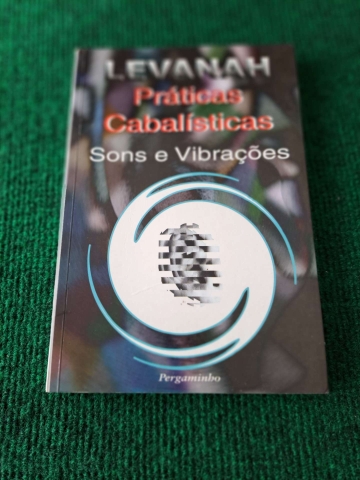 LEVANAH
Práticas
Cabalísticas
Sons e Vibrações
Pergaminho